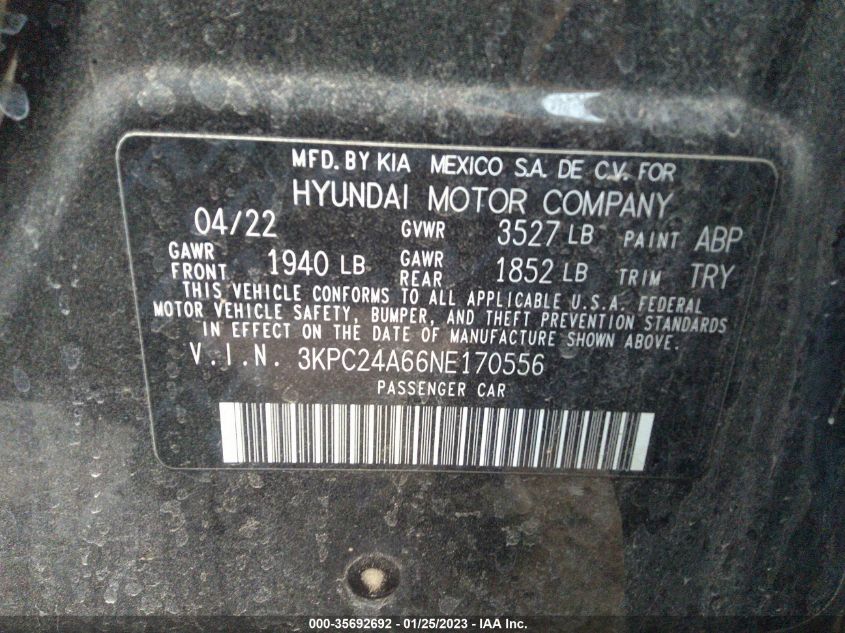 MFD. BY KIA MEXICO S.A. DE C.V. FOR
HYUNDAI MOTOR COMPANY
04/22 GVWR 3527 LB PAINT ABP
GAWR FRONT 1940 LB GAWR REAR 1852 LB TRIM TRY
THIS VEHICLE CONFORMS TO ALL APPLICABLE U.S.A. FEDERAL
MOTOR VEHICLE SAFETY, BUMPER, AND THEFT PREVENTION STANDARDS
IN EFFECT ON THE DATE OF MANUFACTURE SHOWN ABOVE.
V.I.N. 3KPC24A66NE170556
PASSENGER CAR
000-35692692 / 01/25/2023 - IAA Inc.